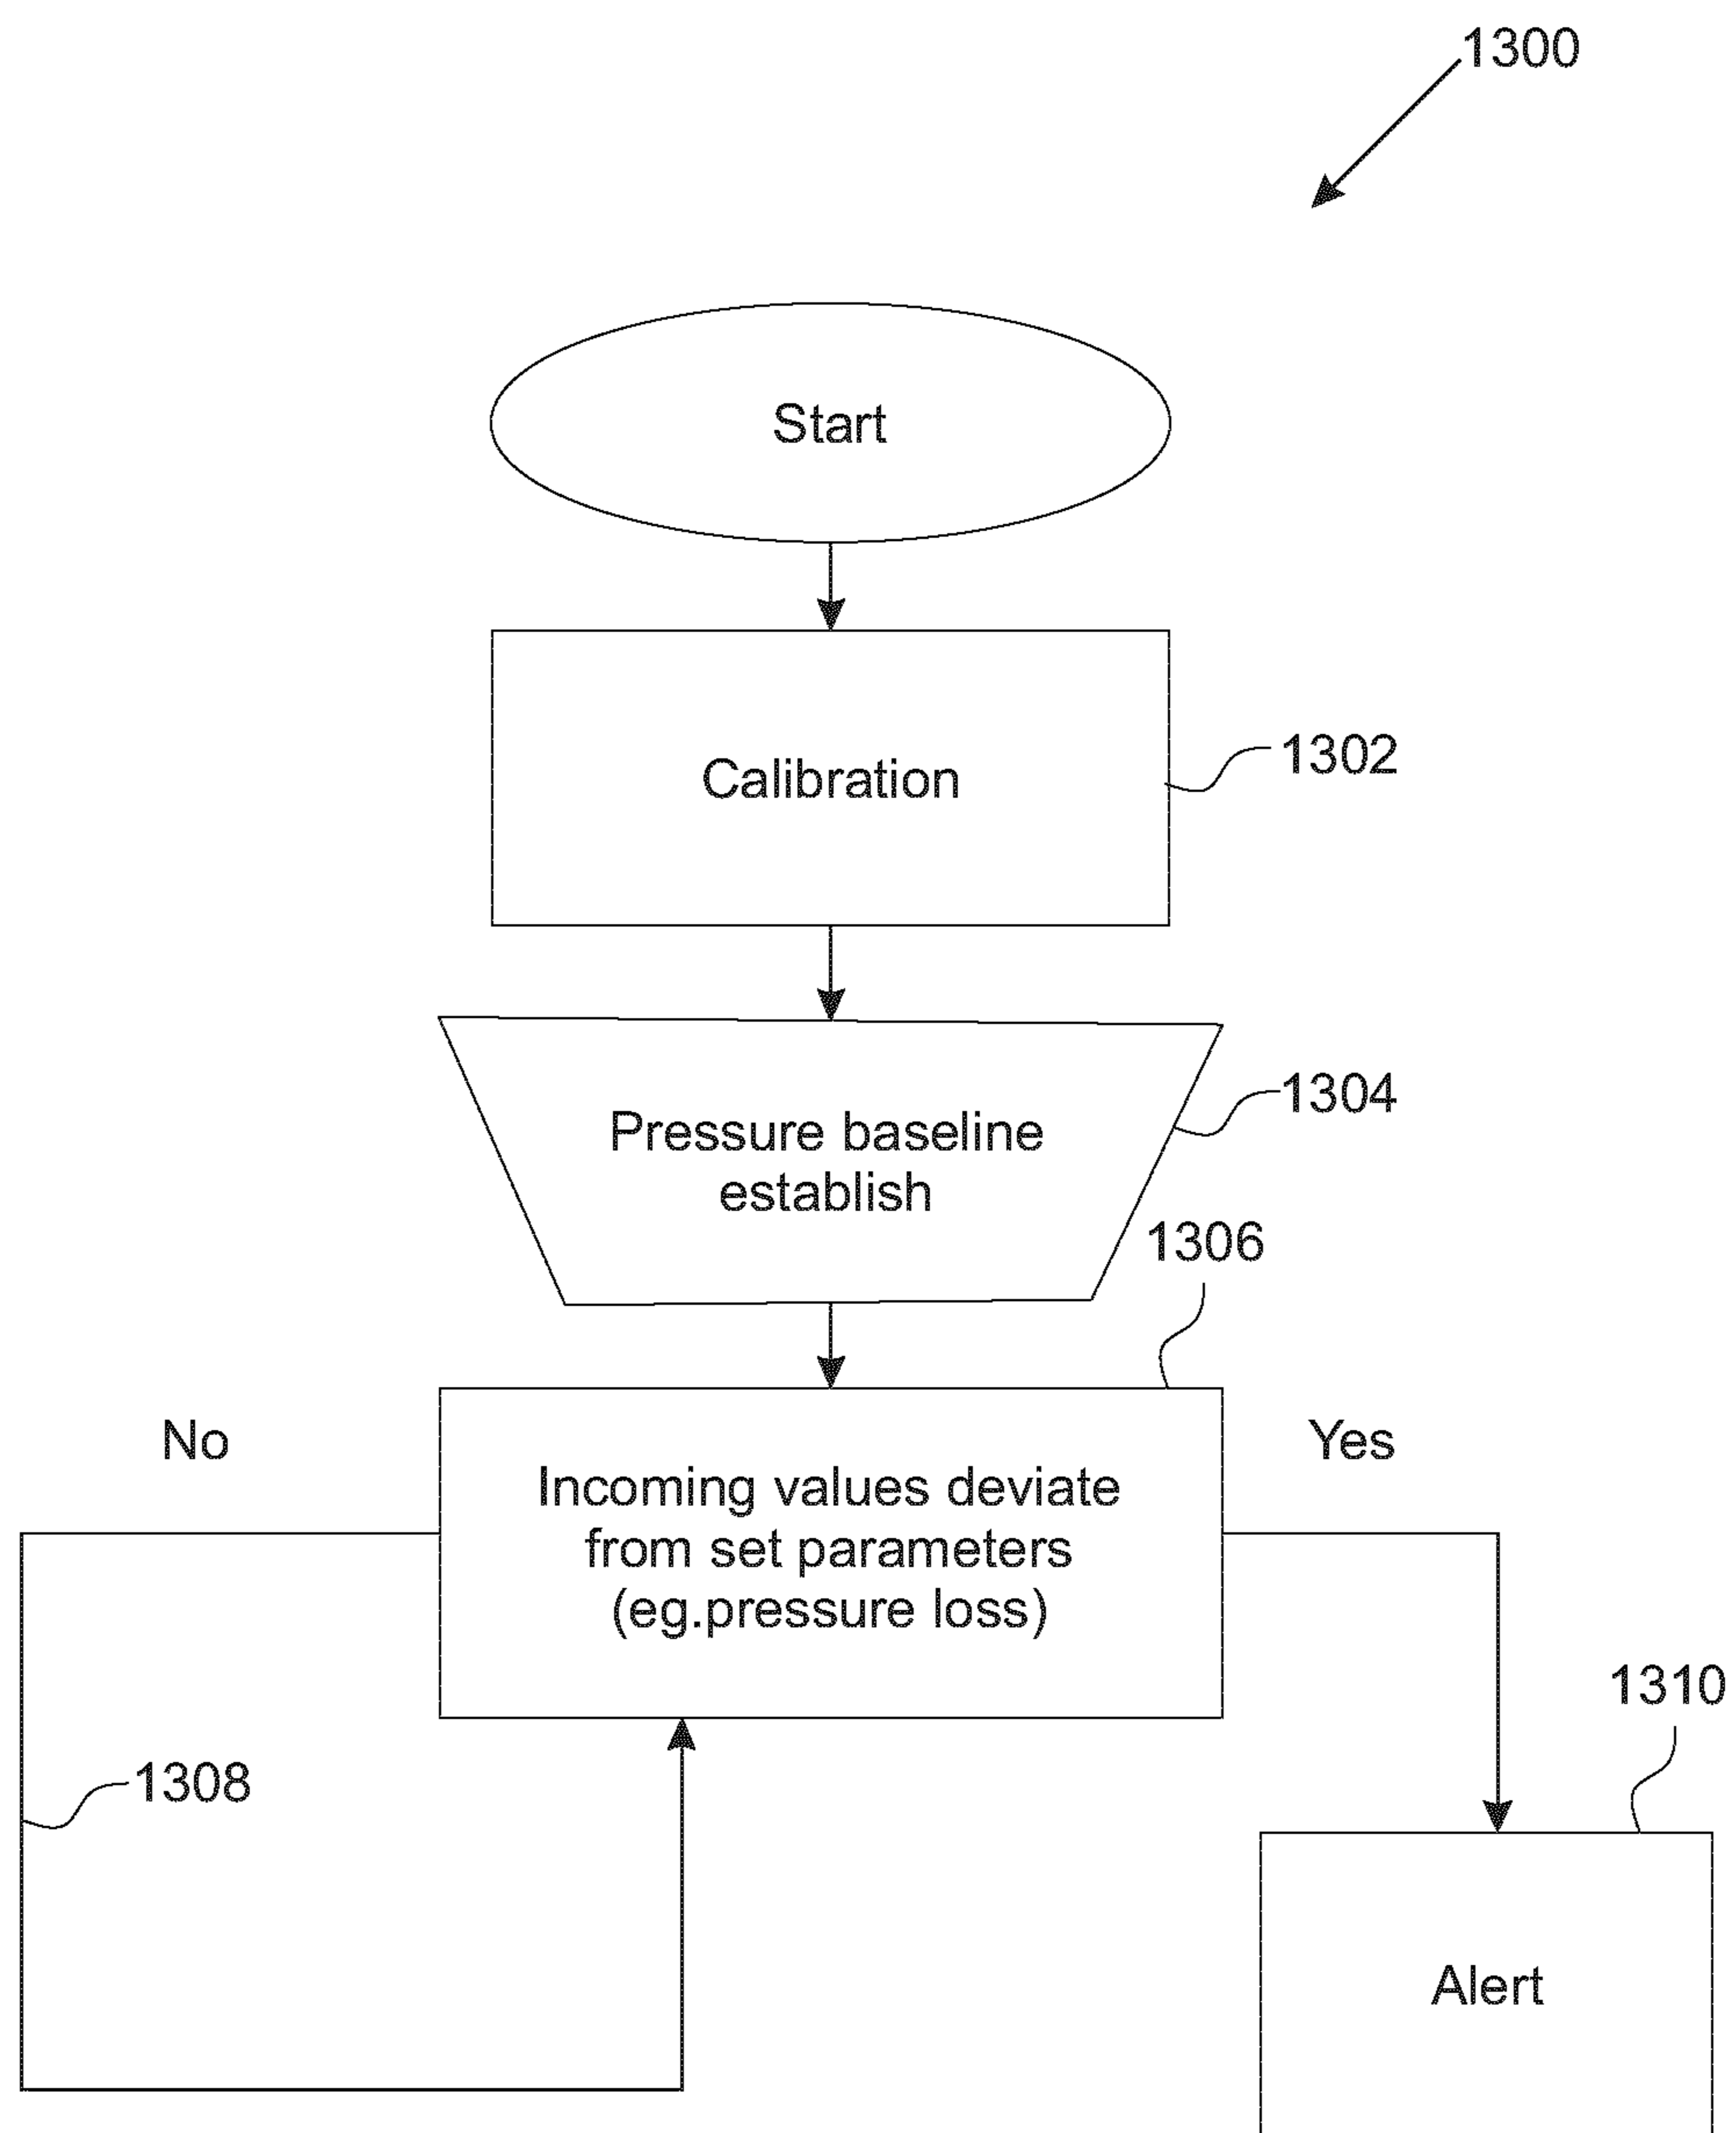 1300
Start
Calibration
1302
Pressure baseline
establish
1304
1306
No
Yes
Incoming values deviate
from set parameters
(eg.pressure loss)
1308
1310
Alert